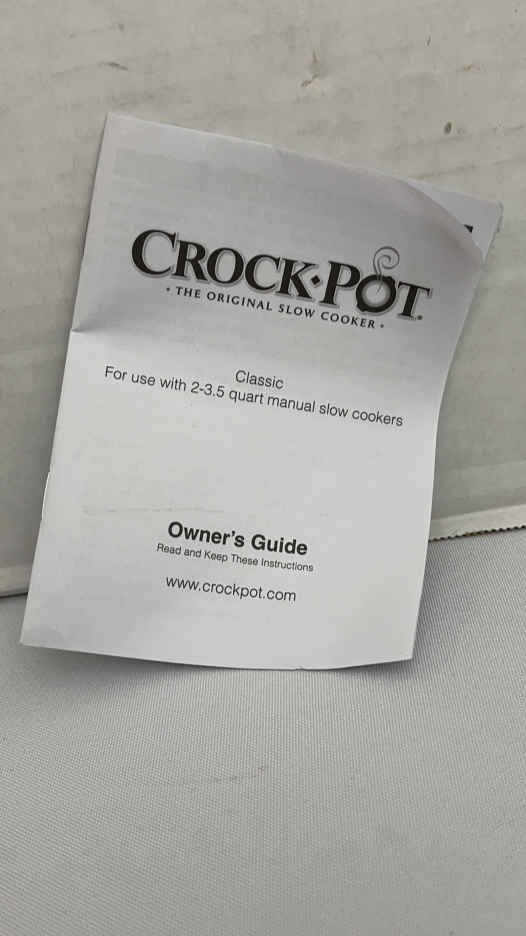 CROCK•POT®
• THE ORIGINAL SLOW COOKER •
Classic
For use with 2-3.5 quart manual slow cookers
Owner's Guide
Read and Keep These Instructions
www.crockpot.com